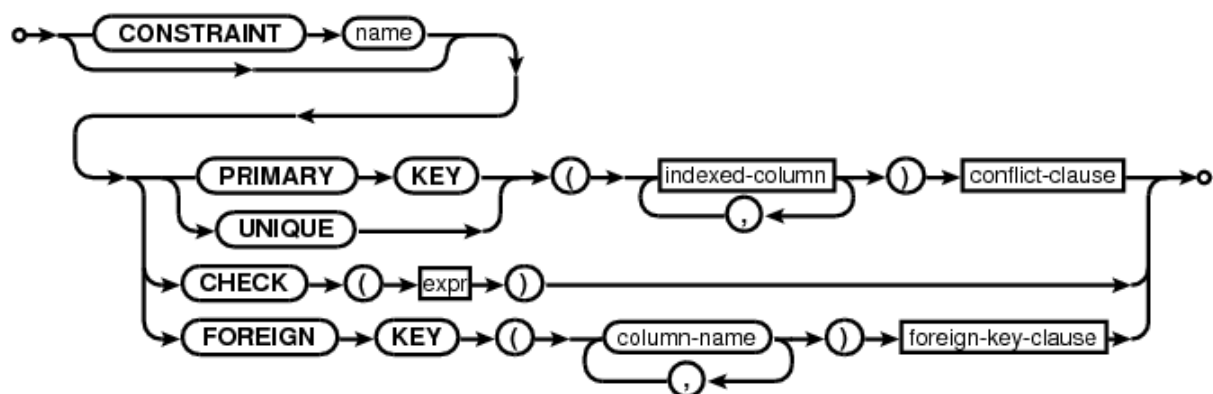 CONSTRAINT name
PRIMARY KEY ( indexed-column ) conflict-clause
,
UNIQUE
CHECK ( expr )
FOREIGN KEY ( column-name ) foreign-key-clause
,